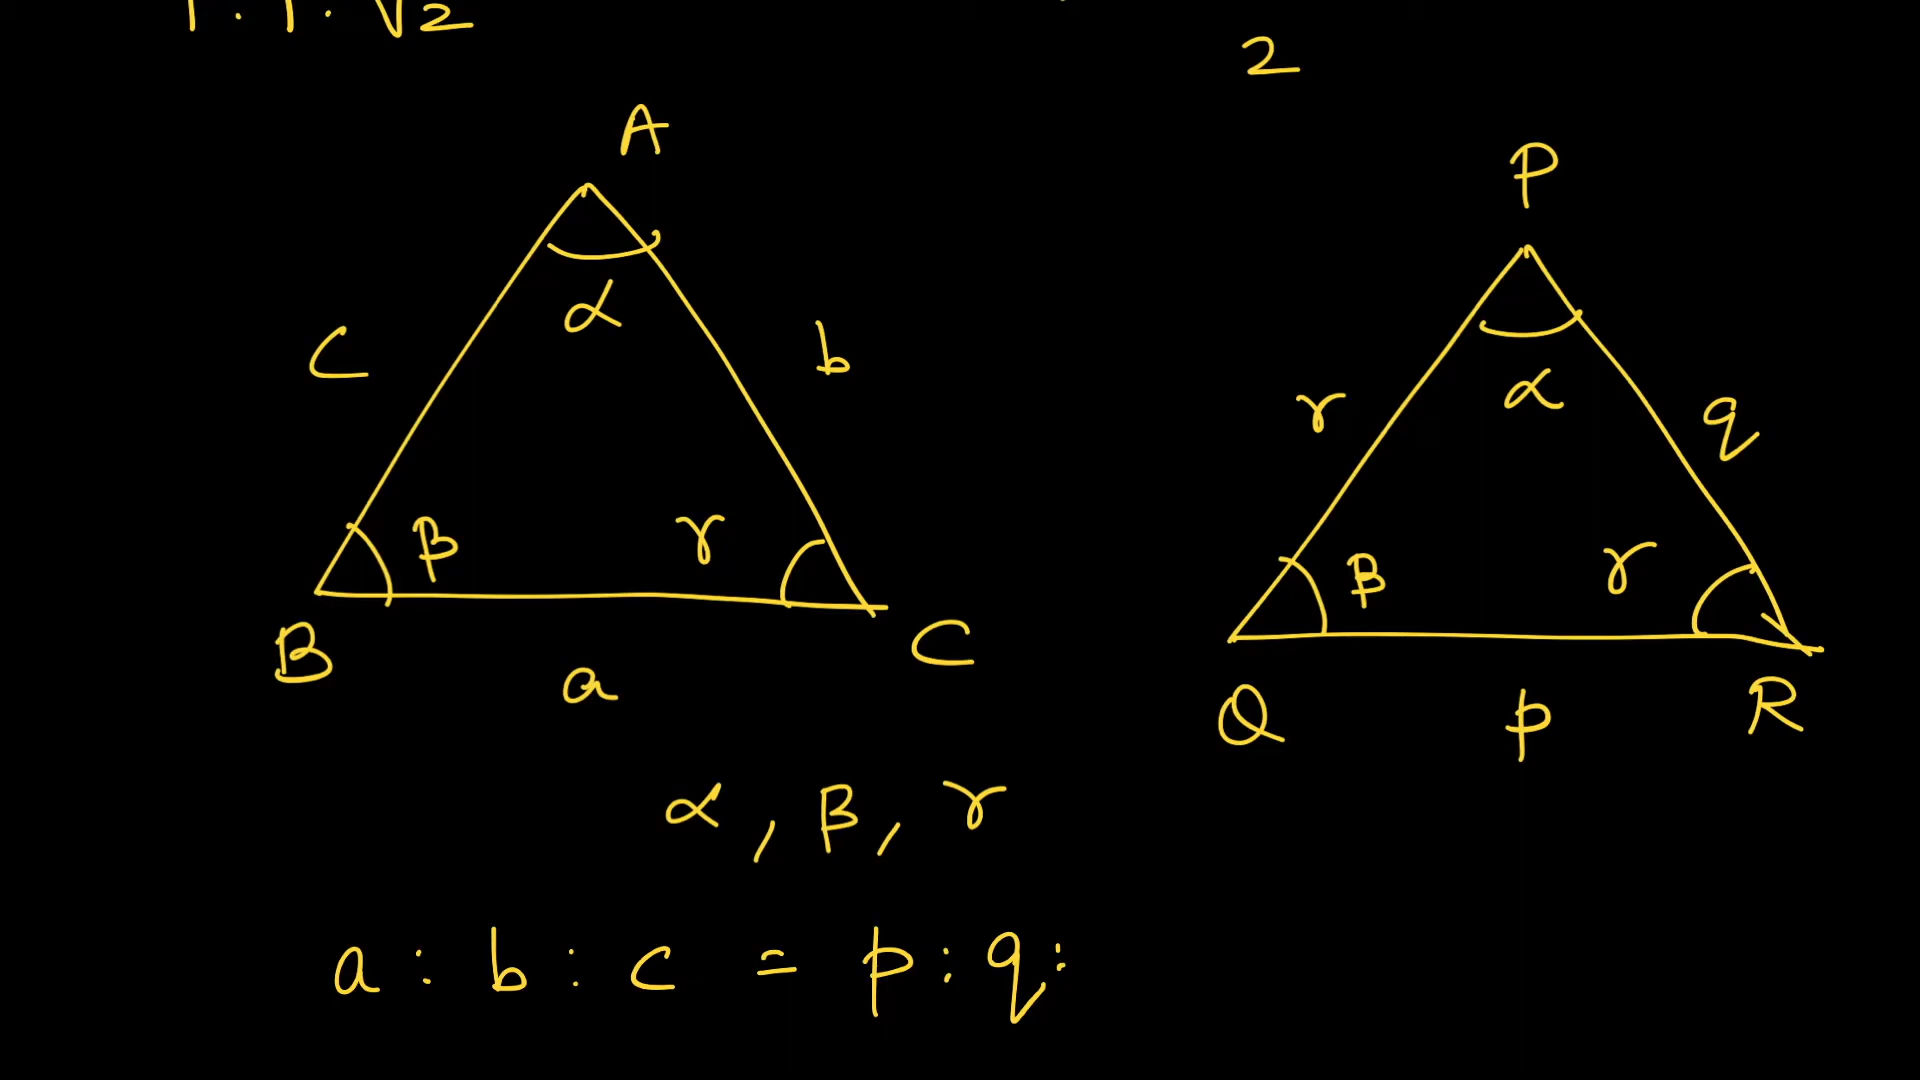 1 : 1 : √2
2
A
P
α
c
b
α
r
q
β
γ
β
γ
B
C
a
Q
p
R
α , β , γ
a : b : c = p : q :